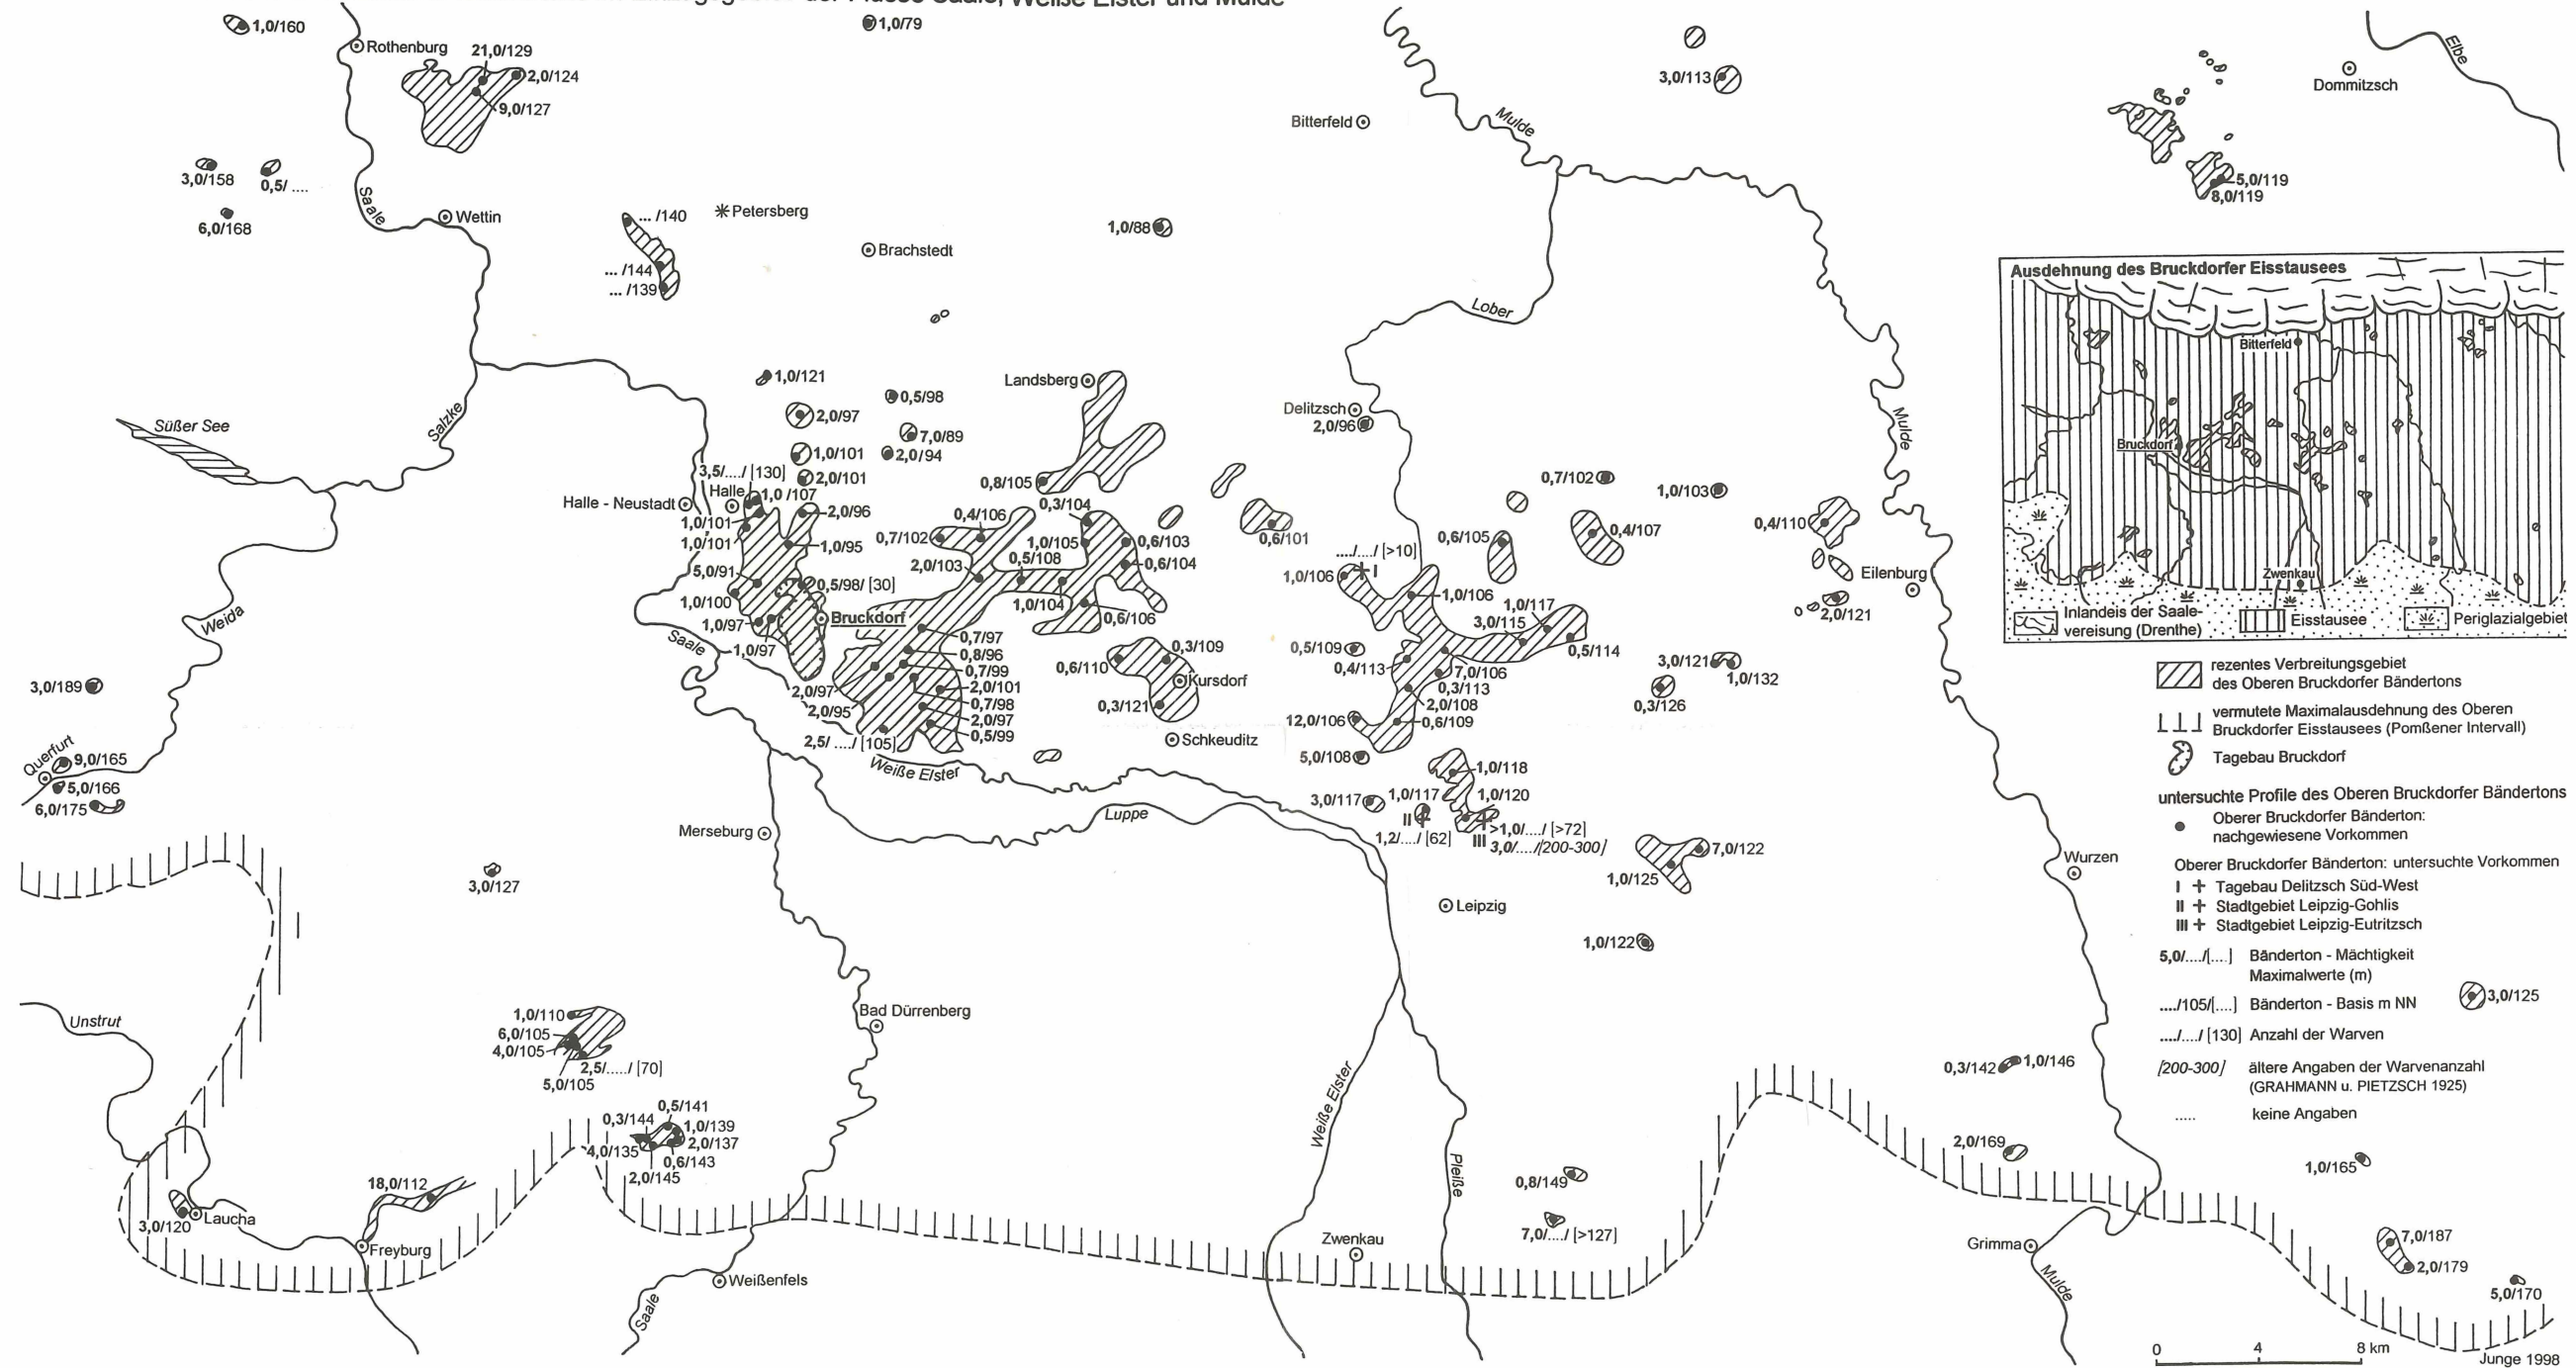 Flüsse Saale, Weiße Elster und Mulde
1,0/160
Rothenburg
21,0/129
2,0/124
9,0/127
1,0/79
3,0/113
Bitterfeld
Mulde
Elbe
Dommitzsch
5,0/119
8,0/119
3,0/158
0,5/ ....
6,0/168
Saale
Wettin
... /140
Petersberg
... /144
... /139
Brachstedt
1,0/88
Lober
Süßer See
Salzke
1,0/121
2,0/97
0,5/98
7,0/89
1,0/101
2,0/94
2,0/101
Landsberg
0,8/105
Delitzsch
2,0/96
Mulde
3,5/..../ [130]
Halle - Neustadt
Halle
1,0 /107
1,0/101
2,0/96
1,0/101
1,0/95
5,0/91
0,5/98/ [30]
1,0/100
1,0/97
Bruckdorf
1,0/97
Saale
0,7/102
0,4/106
0,3/104
2,0/103
0,5/108
1,0/105
0,6/103
0,6/104
1,0/104
0,6/106
0,6/101
0,7/97
0,8/96
0,7/99
2,0/101
0,7/98
2,0/97
0,5/99
2,0/97
2,0/95
2,5/ ..../ [105]
0,6/110
0,3/109
Kursdorf
0,3/121
Schkeuditz
Weiße Elster
Luppe
0,7/102
1,0/103
0,6/105
0,4/107
0,4/110
Eilenburg
2,0/121
..../..../ [>10]
I
1,0/106
1,0/106
1,0/117
3,0/115
0,5/114
0,5/109
0,4/113
7,0/106
0,3/113
2,0/108
12,0/106
0,6/109
5,0/108
3,0/121
1,0/132
0,3/126
1,0/118
3,0/117
1,0/117
1,0/120
II
1,2/..../ [62]
III
>1,0/..../ [>72]
3,0/..../[200-300]
7,0/122
1,0/125
Leipzig
1,0/122
Wurzen
Weida
3,0/189
Querfurt
9,0/165
5,0/166
6,0/175
Merseburg
3,0/127
Unstrut
1,0/110
6,0/105
4,0/105
2,5/...../ [70]
5,0/105
Bad Dürrenberg
0,5/141
0,3/144
1,0/139
2,0/137
4,0/135
0,6/143
2,0/145
18,0/112
3,0/120
Laucha
Freyburg
Weißenfels
Saale
Weiße Elster
Pleiße
Zwenkau
0,8/149
7,0/..../ [>127]
0,3/142
1,0/146
2,0/169
1,0/165
Grimma
Mulde
7,0/187
2,0/179
5,0/170
Ausdehnung des Bruckdorfer Eisstausees
Bitterfeld
Bruckdorf
Zwenkau
Inlandeis der Saale-
vereisung (Drenthe)
Eisstausee
Periglazialgebiet
rezentes Verbreitungsgebiet
des Oberen Bruckdorfer Bändertons
vermutete Maximalausdehnung des Oberen
Bruckdorfer Eisstausees (Pomßener Intervall)
Tagebau Bruckdorf
untersuchte Profile des Oberen Bruckdorfer Bändertons
Oberer Bruckdorfer Bänderton:
nachgewiesene Vorkommen
Oberer Bruckdorfer Bänderton: untersuchte Vorkommen
I + Tagebau Delitzsch Süd-West
II + Stadtgebiet Leipzig-Gohlis
III + Stadtgebiet Leipzig-Eutritzsch
5,0/..../[....] Bänderton - Mächtigkeit
Maximalwerte (m)
3,0/125
..../105/[....] Bänderton - Basis m NN
..../..../ [130] Anzahl der Warven
[200-300] ältere Angaben der Warvenanzahl
(GRAHMANN u. PIETZSCH 1925)
..... keine Angaben
0 4 8 km
Junge 1998